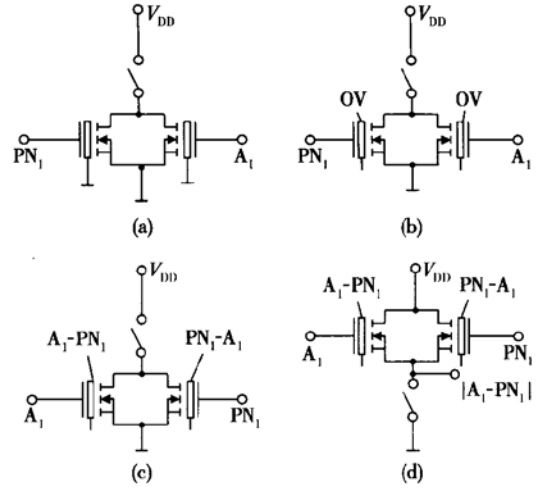 V_DD
V_DD
OV
OV
PN_1
A_1
PN_1
A_1
(a)
(b)
V_DD
V_DD
A_1-PN_1
PN_1-A_1
A_1-PN_1
PN_1-A_1
A_1
PN_1
A_1
PN_1
|A_1-PN_1|
(c)
(d)